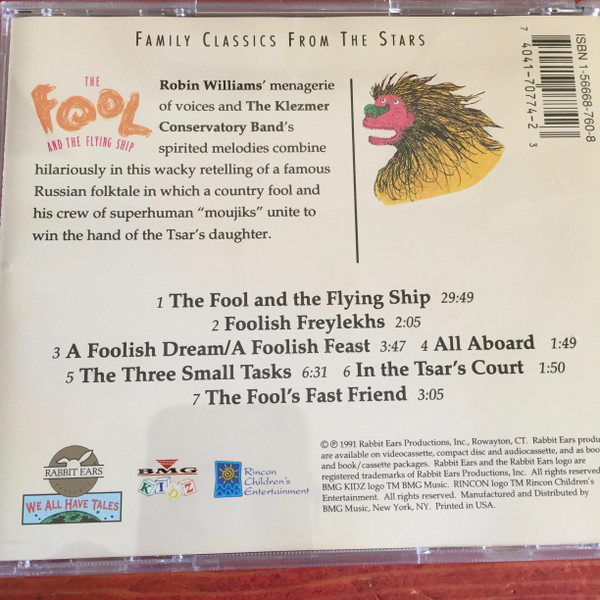 FAMILY CLASSICS FROM THE STARS
THE
FOOL
AND THE FLYING SHIP
Robin Williams' menagerie
of voices and The Klezmer
Conservatory Band's
spirited melodies combine
hilariously in this wacky retelling of a famous
Russian folktale in which a country fool and
his crew of superhuman "moujiks" unite to
win the hand of the Tsar's daughter.
7 4041-70774-2 3
ISBN 1-56668-760-8
1 The Fool and the Flying Ship 29:49
2 Foolish Freylekhs 2:05
3 A Foolish Dream/A Foolish Feast 3:47 4 All Aboard 1:49
5 The Three Small Tasks 6:31 6 In the Tsar's Court 1:50
7 The Fool's Fast Friend 3:05
RABBIT EARS
WE ALL HAVE TALES
BMG
KIDZ
Rincon
Children's
Entertainment
© ℗ 1991 Rabbit Ears Productions, Inc., Rowayton, CT. Rabbit Ears produ
are available on videocassette, compact disc and audiocassette, and as boo
and book/cassette packages. Rabbit Ears and the Rabbit Ears logo are
registered trademarks of Rabbit Ears Productions, Inc. All rights reserved
BMG KIDZ logo TM BMG Music. RINCON logo TM Rincon Children's
Entertainment. All rights reserved. Manufactured and Distributed by
BMG Music, New York, NY. Printed in USA.